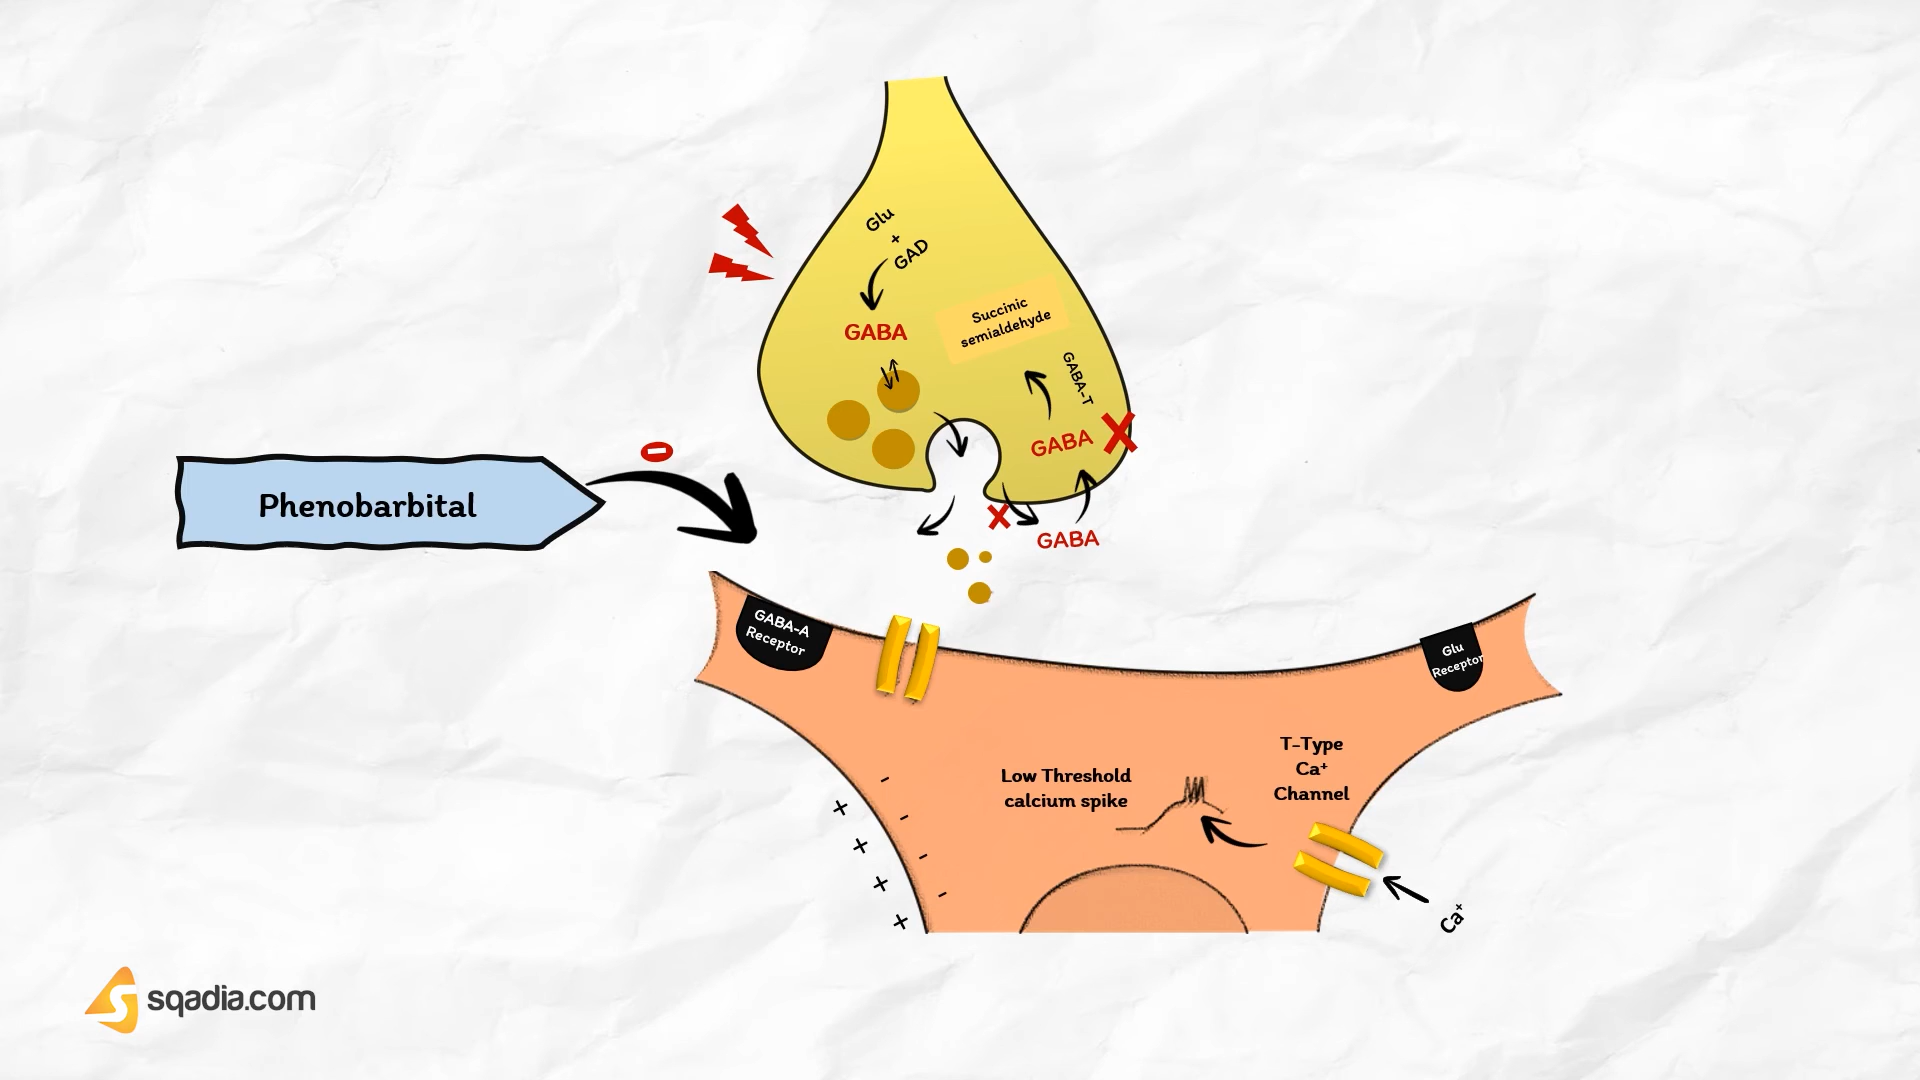 Glu
+
GAD
GABA
Succinic
semialdehyde
GABA-T
GABA
Phenobarbital
GABA
GABA-A
Receptor
Glu
Receptor
T-Type
Ca⁺
Channel
Low Threshold
calcium spike
- - - -
+ + + +
Ca⁺
sqadia.com